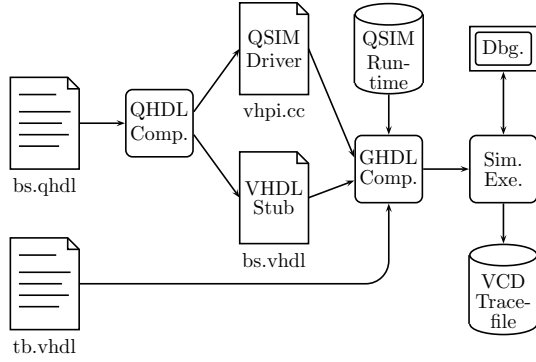 QSIM
Driver
vhpi.cc
QSIM
Run-
time
Dbg.
QHDL
Comp.
bs.qhdl
VHDL
Stub
bs.vhdl
GHDL
Comp.
Sim.
Exe.
VCD
Trace-
file
tb.vhdl